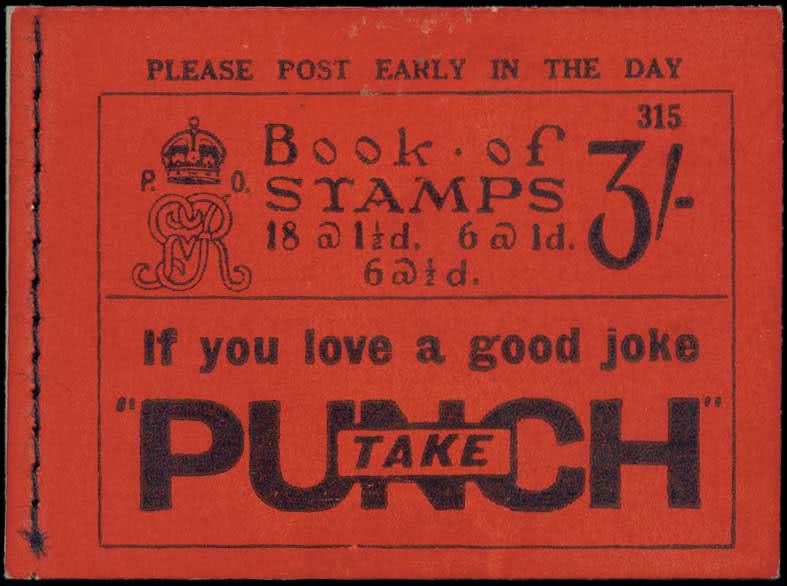 PLEASE POST EARLY IN THE DAY
315
P. O.
GVR
Book · of
STAMPS
3/-
18 @ 1½d. 6 @ 1d.
6 @ ½d.
If you love a good joke
TAKE
"PUNCH"